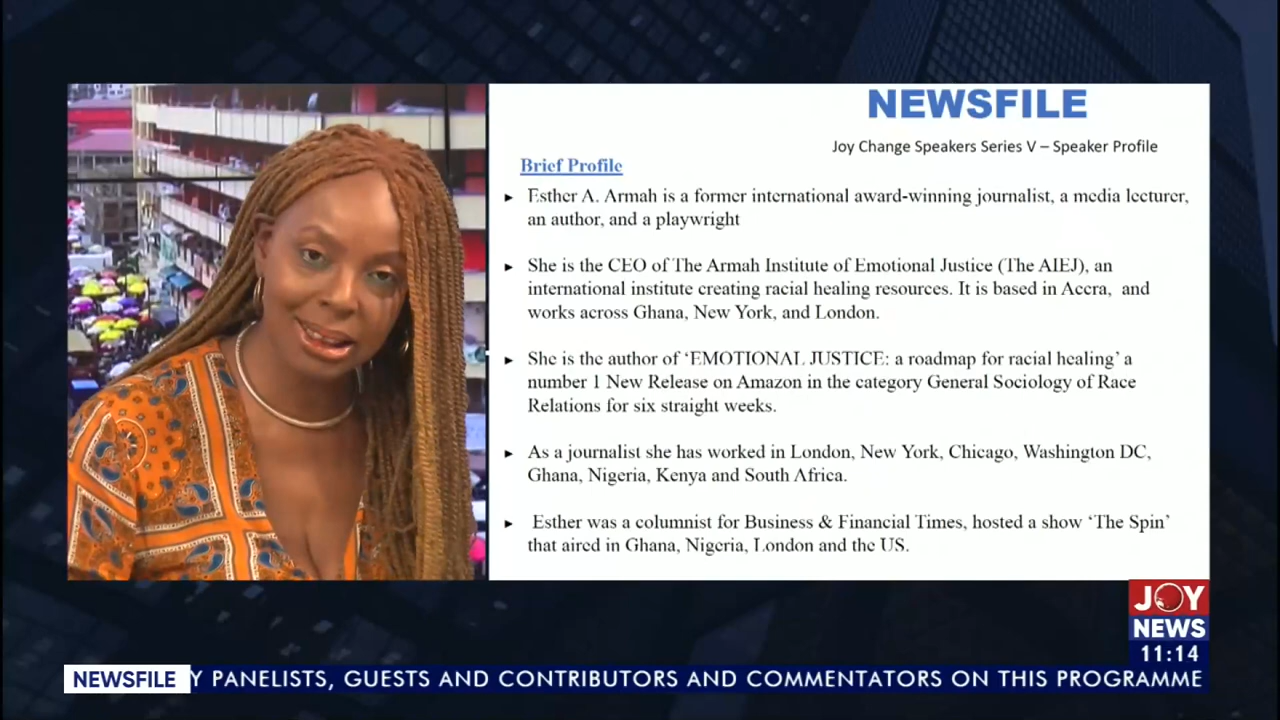 NEWSFILE
Joy Change Speakers Series V – Speaker Profile
Brief Profile
► Esther A. Armah is a former international award-winning journalist, a media lecturer,
an author, and a playwright
► She is the CEO of The Armah Institute of Emotional Justice (The AIEJ), an
international institute creating racial healing resources. It is based in Accra, and
works across Ghana, New York, and London.
► She is the author of ‘EMOTIONAL JUSTICE: a roadmap for racial healing’ a
number 1 New Release on Amazon in the category General Sociology of Race
Relations for six straight weeks.
► As a journalist she has worked in London, New York, Chicago, Washington DC,
Ghana, Nigeria, Kenya and South Africa.
► Esther was a columnist for Business & Financial Times, hosted a show ‘The Spin’
that aired in Ghana, Nigeria, London and the US.
JOY
NEWS
11:14
NEWSFILE Y PANELISTS, GUESTS AND CONTRIBUTORS AND COMMENTATORS ON THIS PROGRAMME